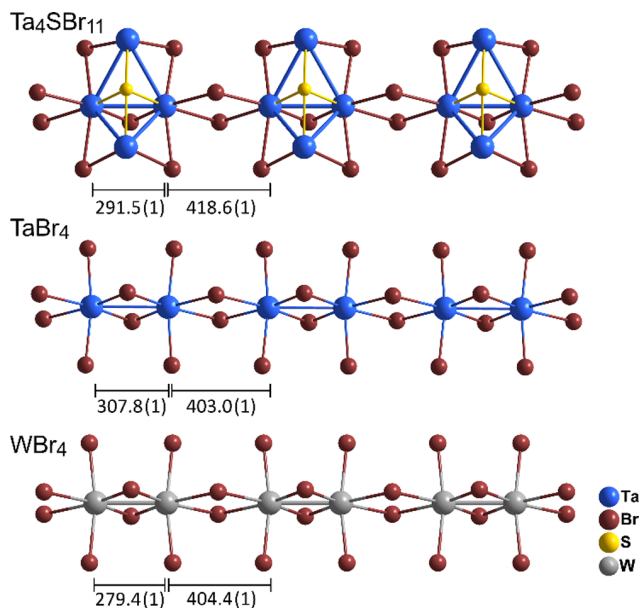 Ta₄SBr₁₁
291.5(1) 418.6(1)
TaBr₄
307.8(1) 403.0(1)
WBr₄
279.4(1) 404.4(1)
Ta
Br
S
W